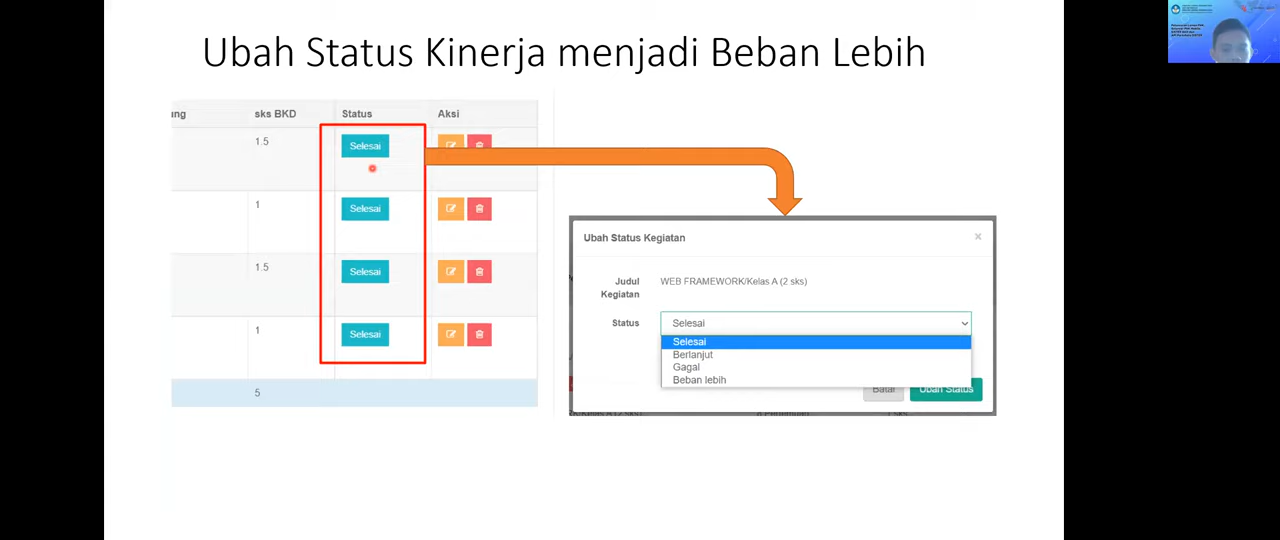 Ubah Status Kinerja menjadi Beban Lebih
ung sks BKD Status Aksi
1.5 Selesai
1 Selesai
1.5 Selesai
1 Selesai
5
Ubah Status Kegiatan ×
Judul Kegiatan WEB FRAMEWORK/Kelas A (2 sks)
Status Selesai
Selesai
Berlanjut
Gagal
Beban lebih
Batal Ubah Status